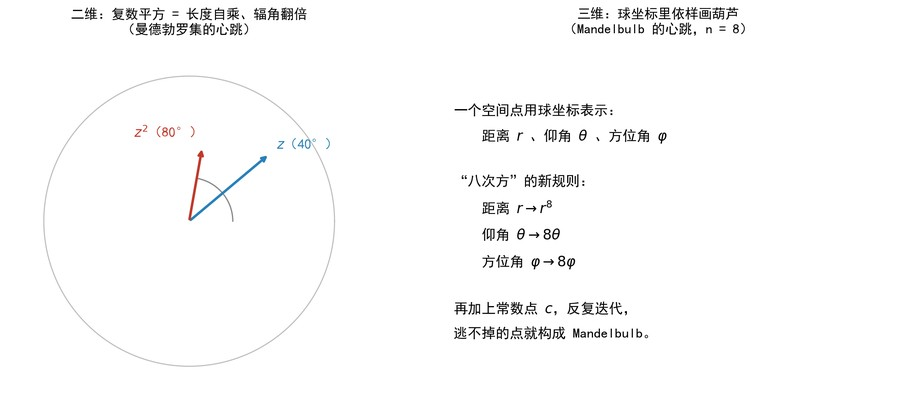 二维：复数平方 = 长度自乘、辐角翻倍
（曼德勃罗集的心跳）
z²（80°）
z（40°）
三维：球坐标里依样画葫芦
（Mandelbulb 的心跳，n = 8）
一个空间点用球坐标表示：
距离 r 、仰角 θ 、方位角 φ
“八次方”的新规则：
距离 r→r⁸
仰角 θ→8θ
方位角 φ→8φ
再加上常数点 c，反复迭代，
逃不掉的点就构成 Mandelbulb。